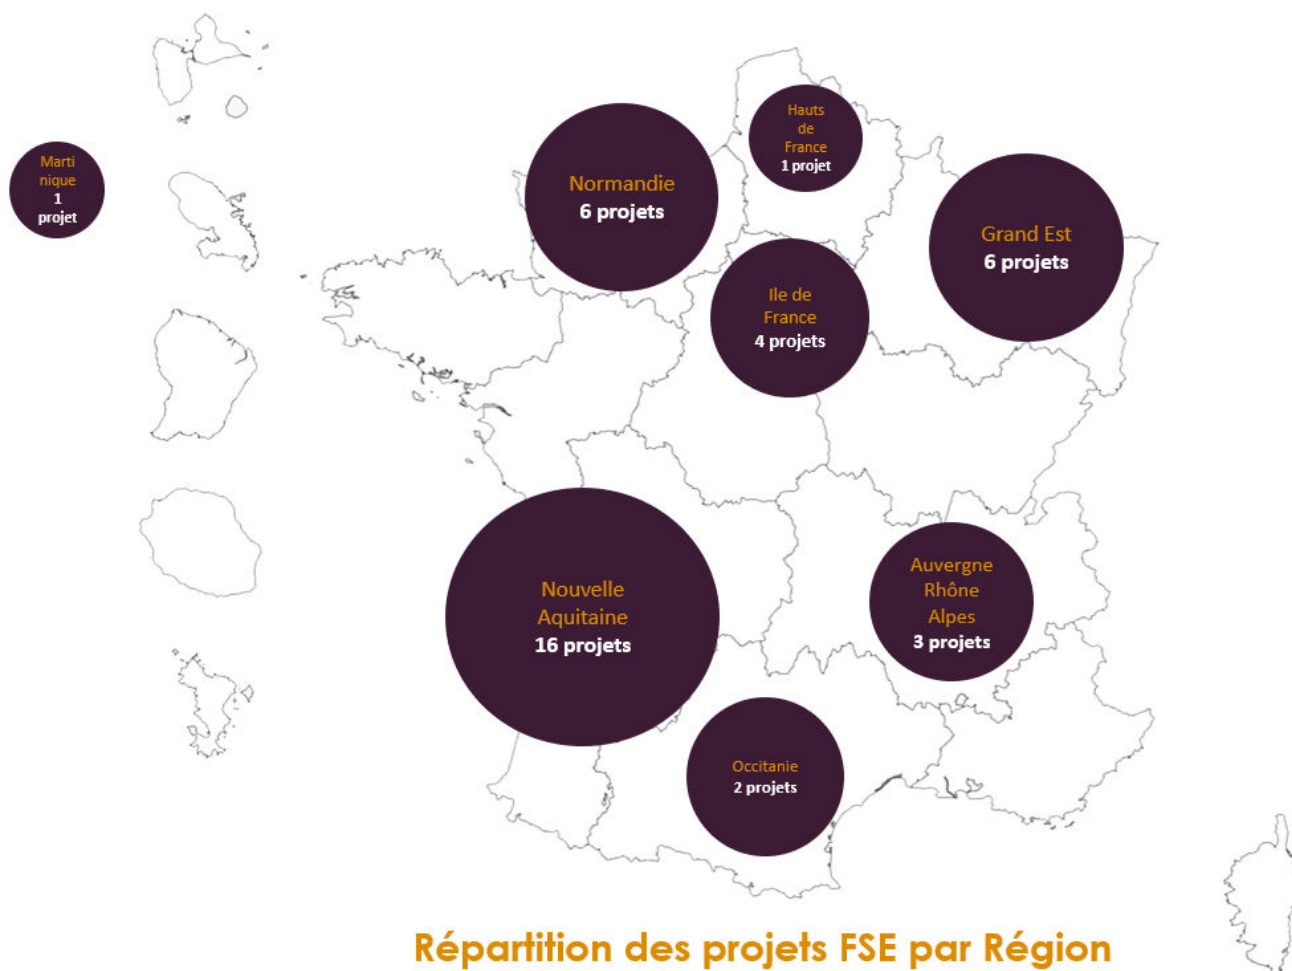 Hauts
de
France
1 projet
Marti
nique
1
projet
Normandie
6 projets
Grand Est
6 projets
Ile de
France
4 projets
Nouvelle
Aquitaine
16 projets
Auvergne
Rhône
Alpes
3 projets
Occitanie
2 projets
Répartition des projets FSE par Région